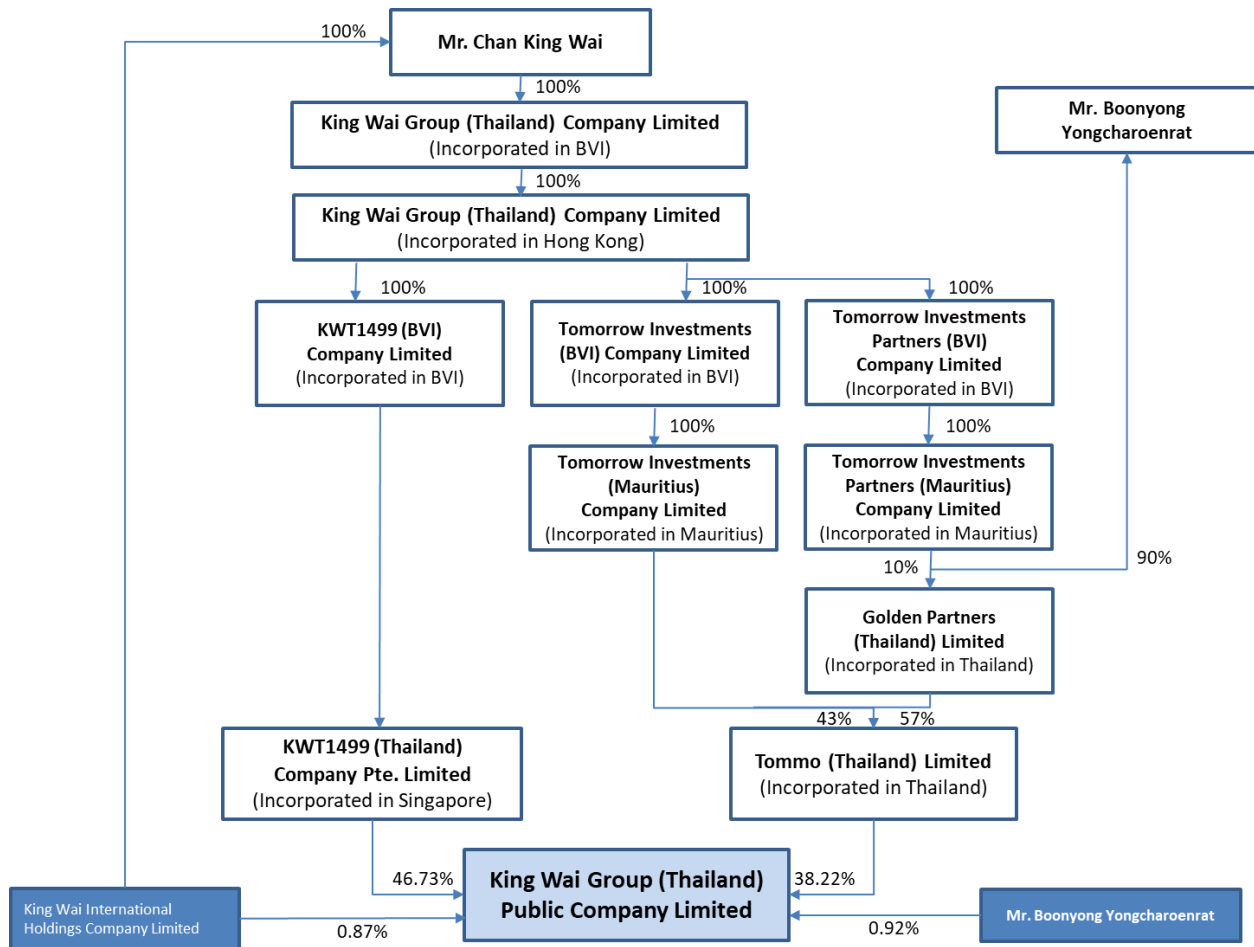 100%
Mr. Chan King Wai
100%
King Wai Group (Thailand) Company Limited
(Incorporated in BVI)
Mr. Boonyong
Yongcharoenrat
100%
King Wai Group (Thailand) Company Limited
(Incorporated in Hong Kong)
100%
100%
100%
KWT1499 (BVI)
Company Limited
(Incorporated in BVI)
Tomorrow Investments
(BVI) Company Limited
(Incorporated in BVI)
Tomorrow Investments
Partners (BVI)
Company Limited
(Incorporated in BVI)
100%
100%
Tomorrow Investments
(Mauritius)
Company Limited
(Incorporated in Mauritius)
Tomorrow Investments
Partners (Mauritius)
Company Limited
(Incorporated in Mauritius)
10%
90%
Golden Partners
(Thailand) Limited
(Incorporated in Thailand)
43%
57%
KWT1499 (Thailand)
Company Pte. Limited
(Incorporated in Singapore)
Tommo (Thailand) Limited
(Incorporated in Thailand)
46.73%
King Wai Group (Thailand)
Public Company Limited
38.22%
King Wai International
Holdings Company Limited
0.87%
0.92%
Mr. Boonyong Yongcharoenrat